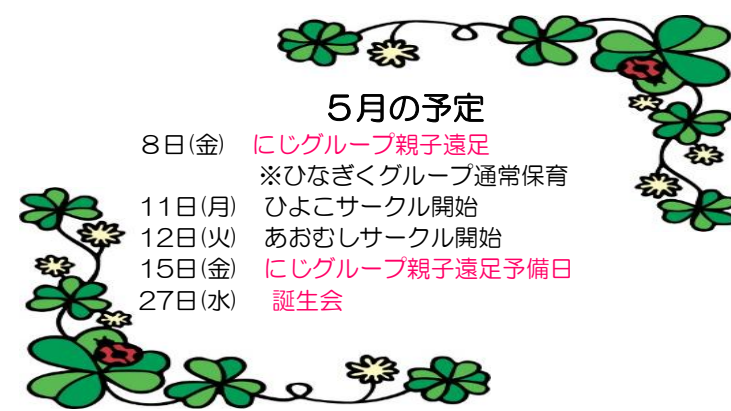 ５月の予定
８日(金)　にじグループ親子遠足
※ひなぎくグループ通常保育
11日(月)　ひよこサークル開始
12日(火)　あおむしサークル開始
15日(金)　にじグループ親子遠足予備日
27日(水)　誕生会